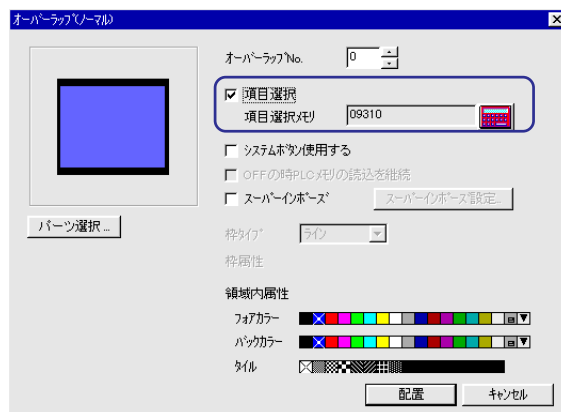 オーバーラップ(ノーマル)
オーバーラップNo. 0
項目選択
項目選択メモリ 09310
システムボタン使用する
OFFの時PLCメモリの読込を継続
スーパーインポーズ スーパーインポーズ設定...
パーツ選択...
枠タイプ ライン
枠属性
領域内属性
フォアカラー
バックカラー
タイル
配置 キャンセル